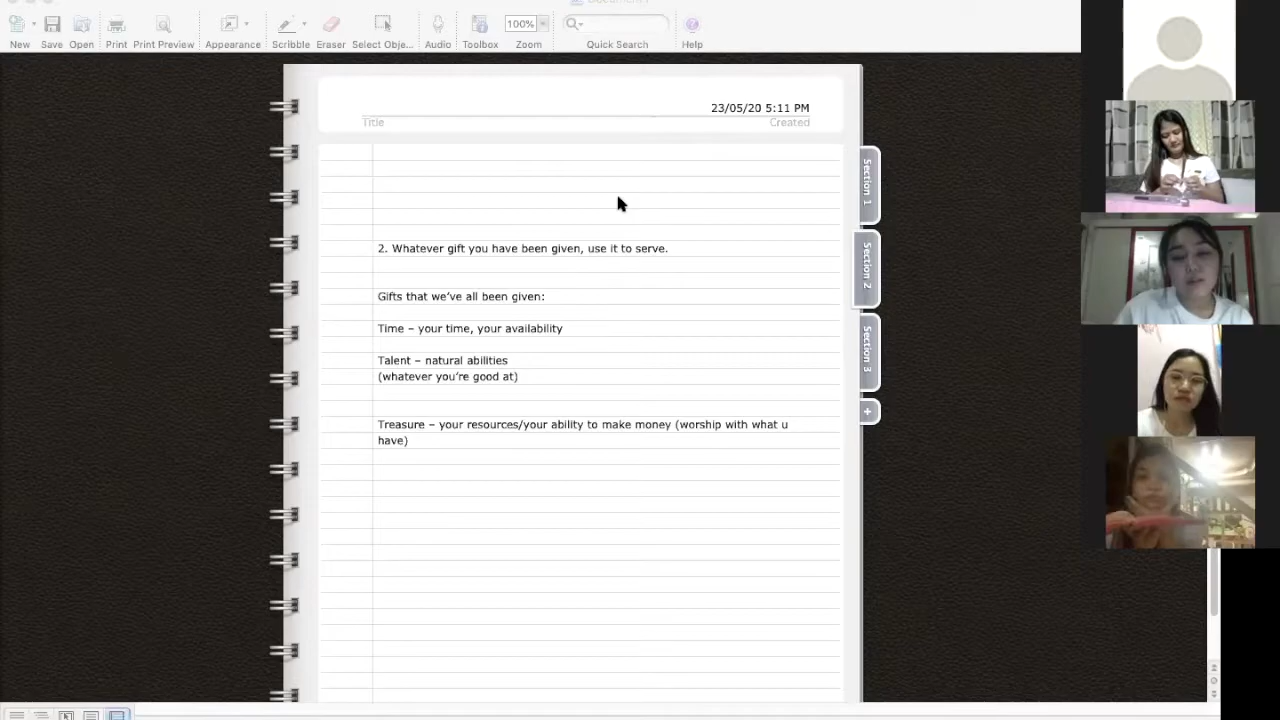 New
Save
Open
Print
Print Preview
Appearance
Scribble
Eraser
Select Obje...
Audio
Toolbox
100%
Zoom
Quick Search
Help
23/05/20 5:11 PM
Title
Created
Section 1
Section 2
Section 3
+
2. Whatever gift you have been given, use it to serve.
Gifts that we've all been given:
Time – your time, your availability
Talent – natural abilities
(whatever you're good at)
Treasure – your resources/your ability to make money (worship with what u
have)